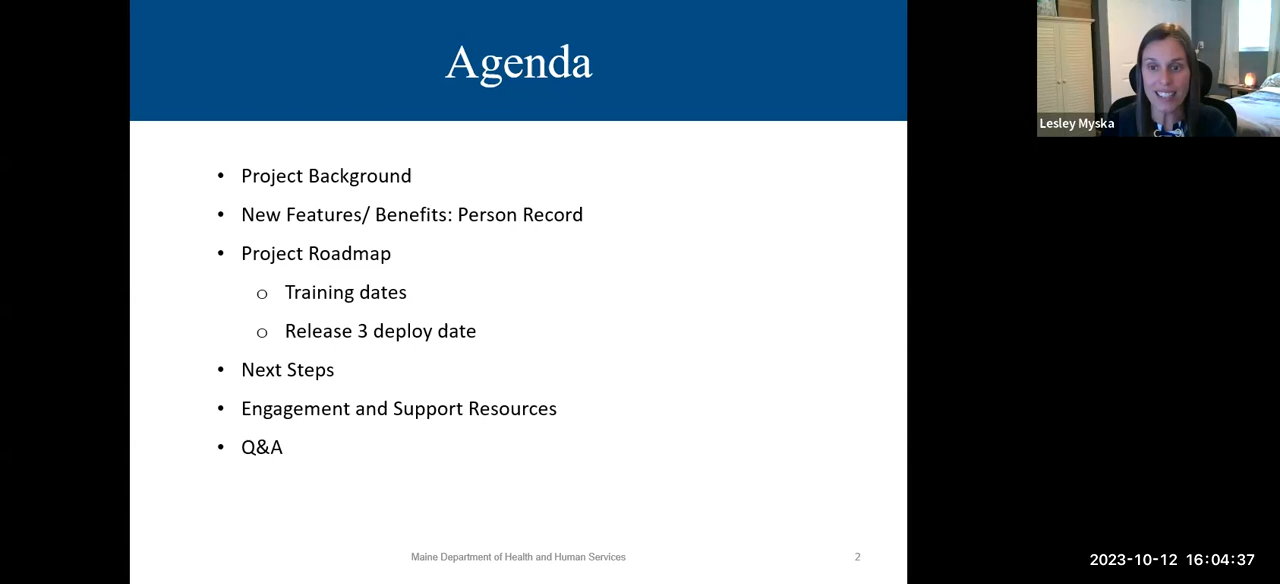 Agenda
Lesley Myska
• Project Background
• New Features/ Benefits: Person Record
• Project Roadmap
o Training dates
o Release 3 deploy date
• Next Steps
• Engagement and Support Resources
• Q&A
Maine Department of Health and Human Services
2
2023-10-12 16:04:37